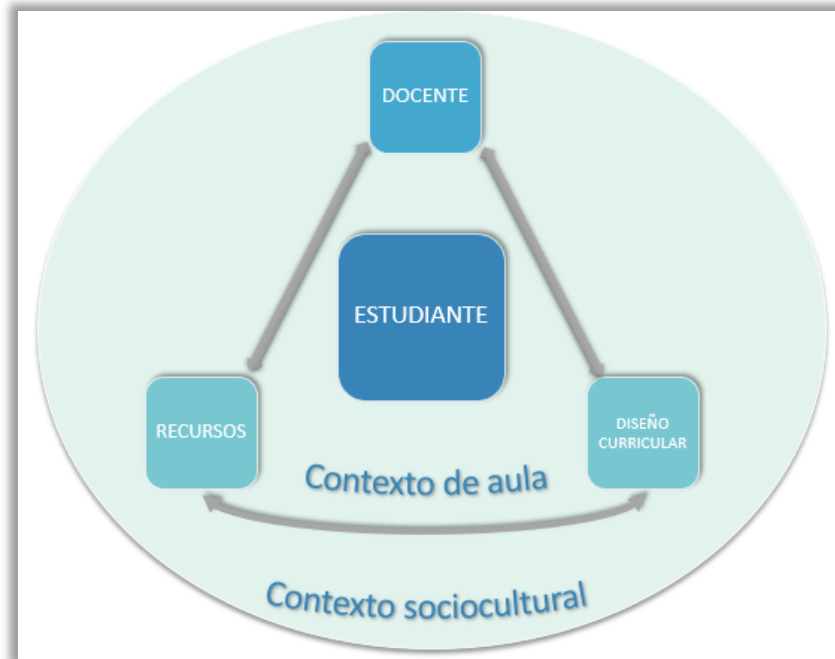 DOCENTE
ESTUDIANTE
RECURSOS
DISEÑO
CURRICULAR
Contexto de aula
Contexto sociocultural